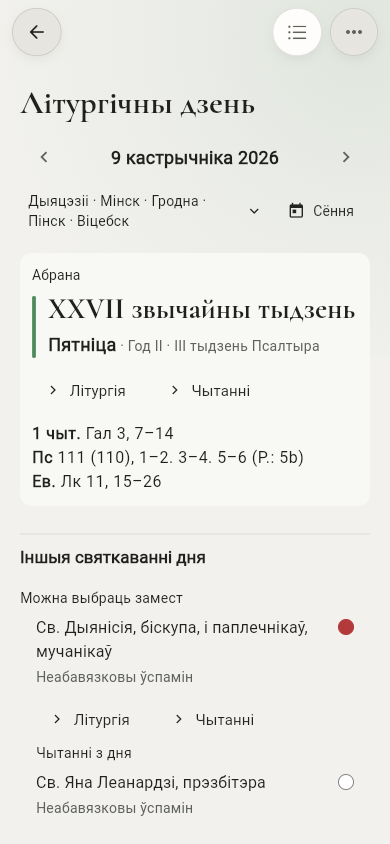 Літургічны дзень
9 кастрычніка 2026
Дыяцэзіі · Мінск · Гродна ·
Пінск · Віцебск
Сёння
Абрана
XXVII звычайны тыдзень
Пятніца · Год II · III тыдзень Псалтыра
Літургія Чытанні
1 чыт. Гал 3, 7–14
Пс 111 (110), 1–2. 3–4. 5–6 (Р.: 5b)
Ев. Лк 11, 15–26
Іншыя святкаванні дня
Можна выбраць замест
Св. Дыянісія, біскупа, і паплечнікаў,
мучанікаў
Неабавязковы ўспамін
Літургія Чытанні
Чытанні з дня
Св. Яна Леанардзі, прэзбітэра
Неабавязковы ўспамін